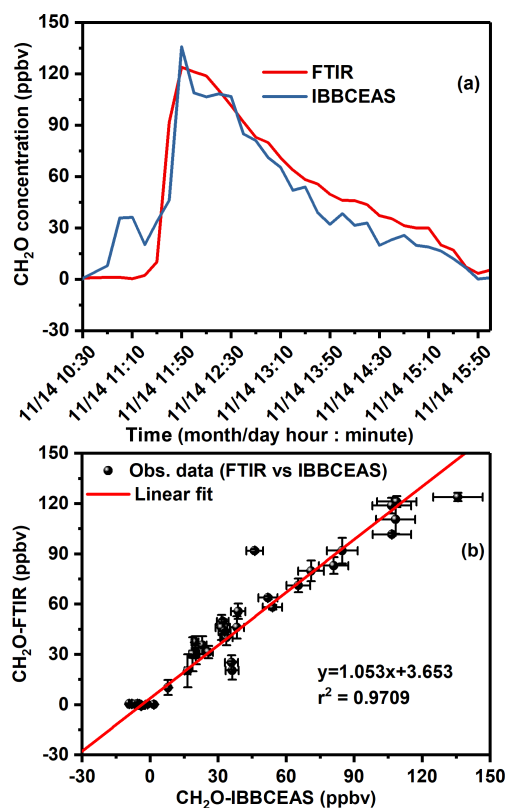 150
120
90
60
30
0
-30
CH₂O concentration (ppbv)
FTIR
IBBCEAS
(a)
11/14 10:30
11/14 11:10
11/14 11:50
11/14 12:30
11/14 13:10
11/14 13:50
11/14 14:30
11/14 15:10
11/14 15:50
Time (month/day hour : minute)
150
120
90
60
30
0
-30
CH₂O-FTIR (ppbv)
Obs. data (FTIR vs IBBCEAS)
Linear fit
(b)
y=1.053x+3.653
r² = 0.9709
-30 0 30 60 90 120 150
CH₂O-IBBCEAS (ppbv)